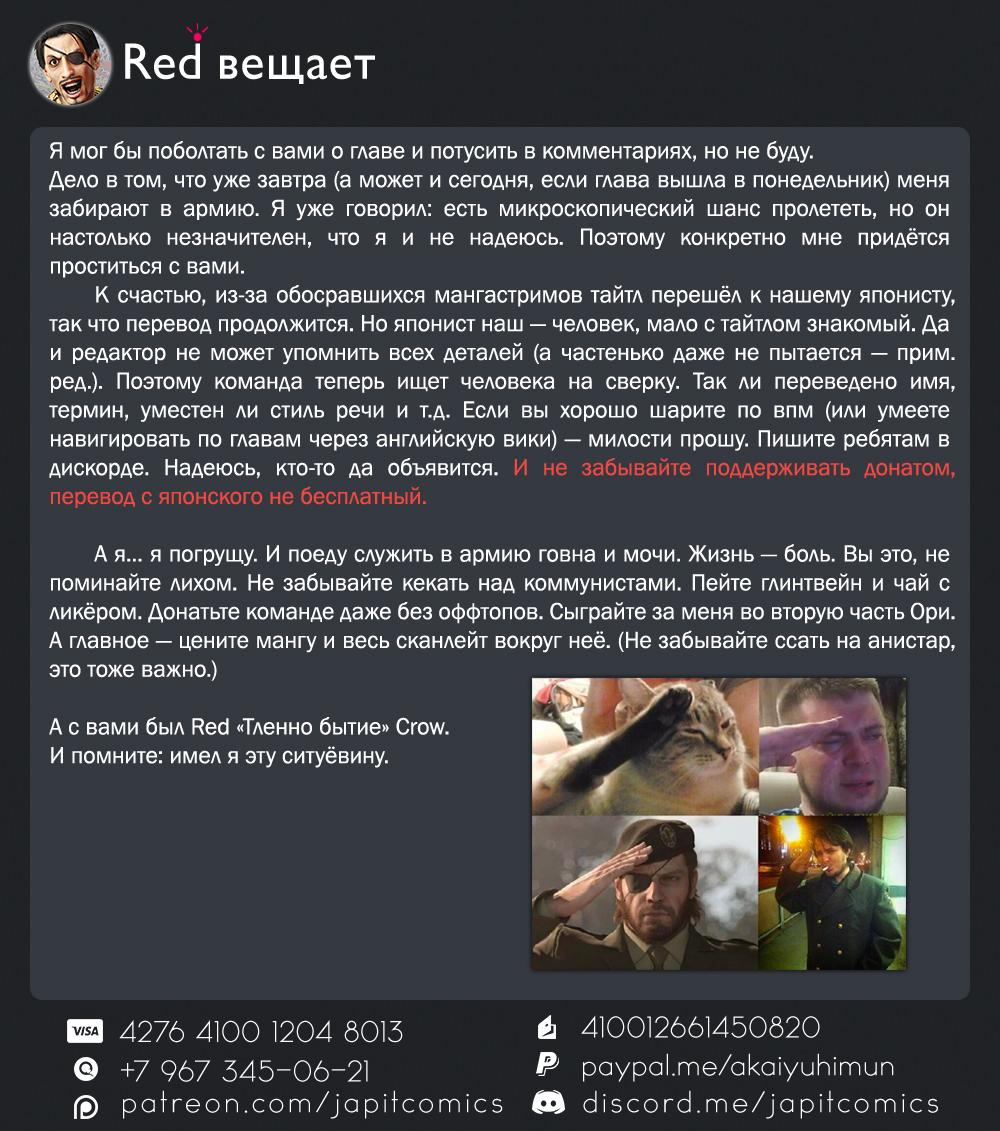 Red вещает
Я мог бы поболтать с вами о главе и потусить в комментариях, но не буду.
Дело в том, что уже завтра (а может и сегодня, если глава вышла в понедельник) меня
забирают в армию. Я уже говорил: есть микроскопический шанс пролететь, но он
настолько незначителен, что я и не надеюсь. Поэтому конкретно мне придётся
проститься с вами.
К счастью, из-за обосравшихся мангастримов тайтл перешёл к нашему японисту,
так что перевод продолжится. Но японист наш — человек, мало с тайтлом знакомый. Да
и редактор не может упомнить всех деталей (а частенько даже не пытается — прим.
ред.). Поэтому команда теперь ищет человека на сверку. Так ли переведено имя,
термин, уместен ли стиль речи и т.д. Если вы хорошо шарите по впм (или умеете
навигировать по главам через английскую вики) — милости прошу. Пишите ребятам в
дискорде. Надеюсь, кто-то да объявится. И не забывайте поддерживать донатом,
перевод с японского не бесплатный.
А я... я погрущу. И поеду служить в армию говна и мочи. Жизнь — боль. Вы это, не
поминайте лихом. Не забывайте кекать над коммунистами. Пейте глинтвейн и чай с
ликёром. Донатьте команде даже без оффтопов. Сыграйте за меня во вторую часть Ори.
А главное — цените мангу и весь сканлейт вокруг неё. (Не забывайте ссать на анистар,
это тоже важно.)
А с вами был Red «Тленно бытие» Crow.
И помните: имел я эту ситуёвину.
VISA 4276 4100 1204 8013
410012661450820
+7 967 345-06-21
paypal.me/akaiyuhimun
patreon.com/japitcomics
discord.me/japitcomics